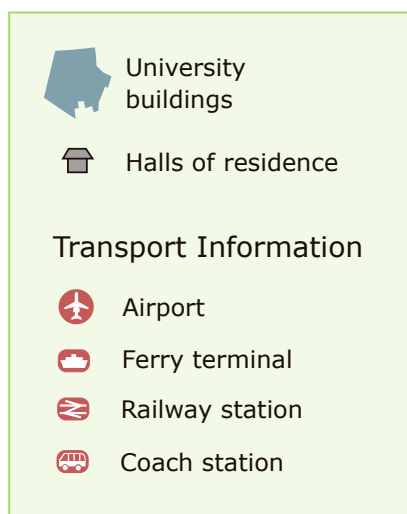 University
buildings
Halls of residence
Transport Information
Airport
Ferry terminal
Railway station
Coach station